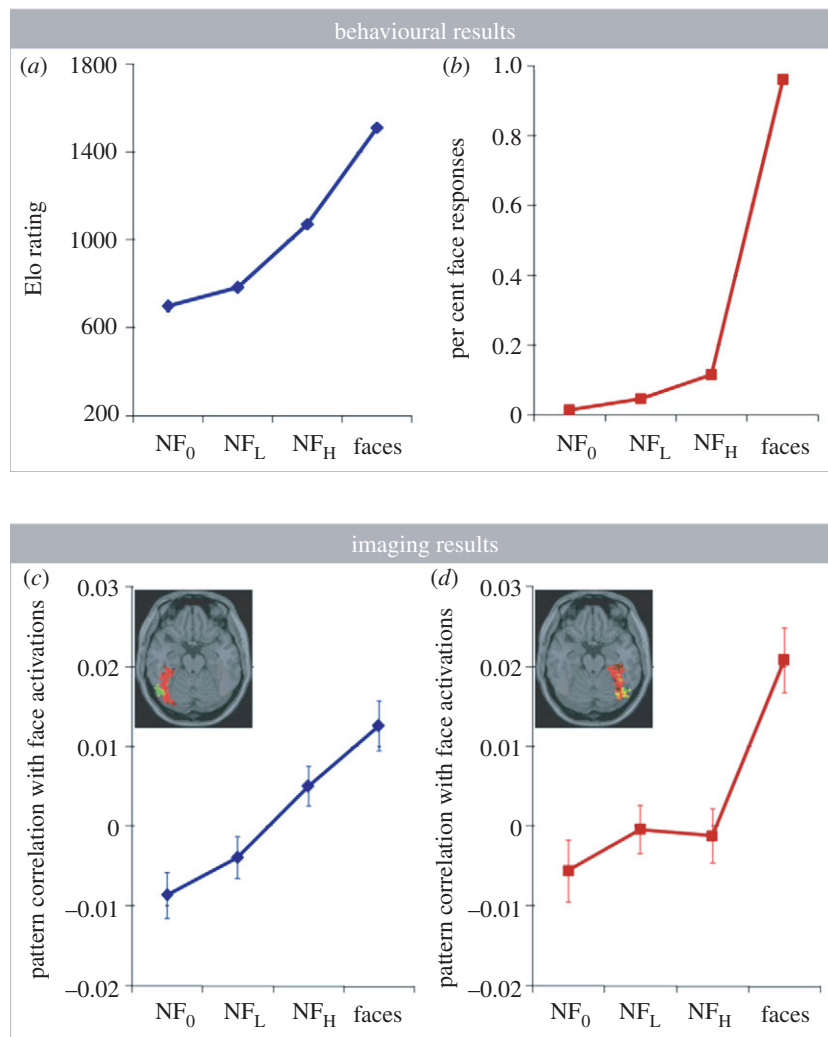 behavioural results
(a)
1800
1400
1000
600
200
Elo rating
NF0 NFL NFH faces
(b)
1.0
0.8
0.6
0.4
0.2
0
per cent face responses
NF0 NFL NFH faces
imaging results
(c)
0.03
0.02
0.01
0
–0.01
–0.02
pattern correlation with face activations
NF0 NFL NFH faces
(d)
0.03
0.02
0.01
0
–0.01
–0.02
pattern correlation with face activations
NF0 NFL NFH faces